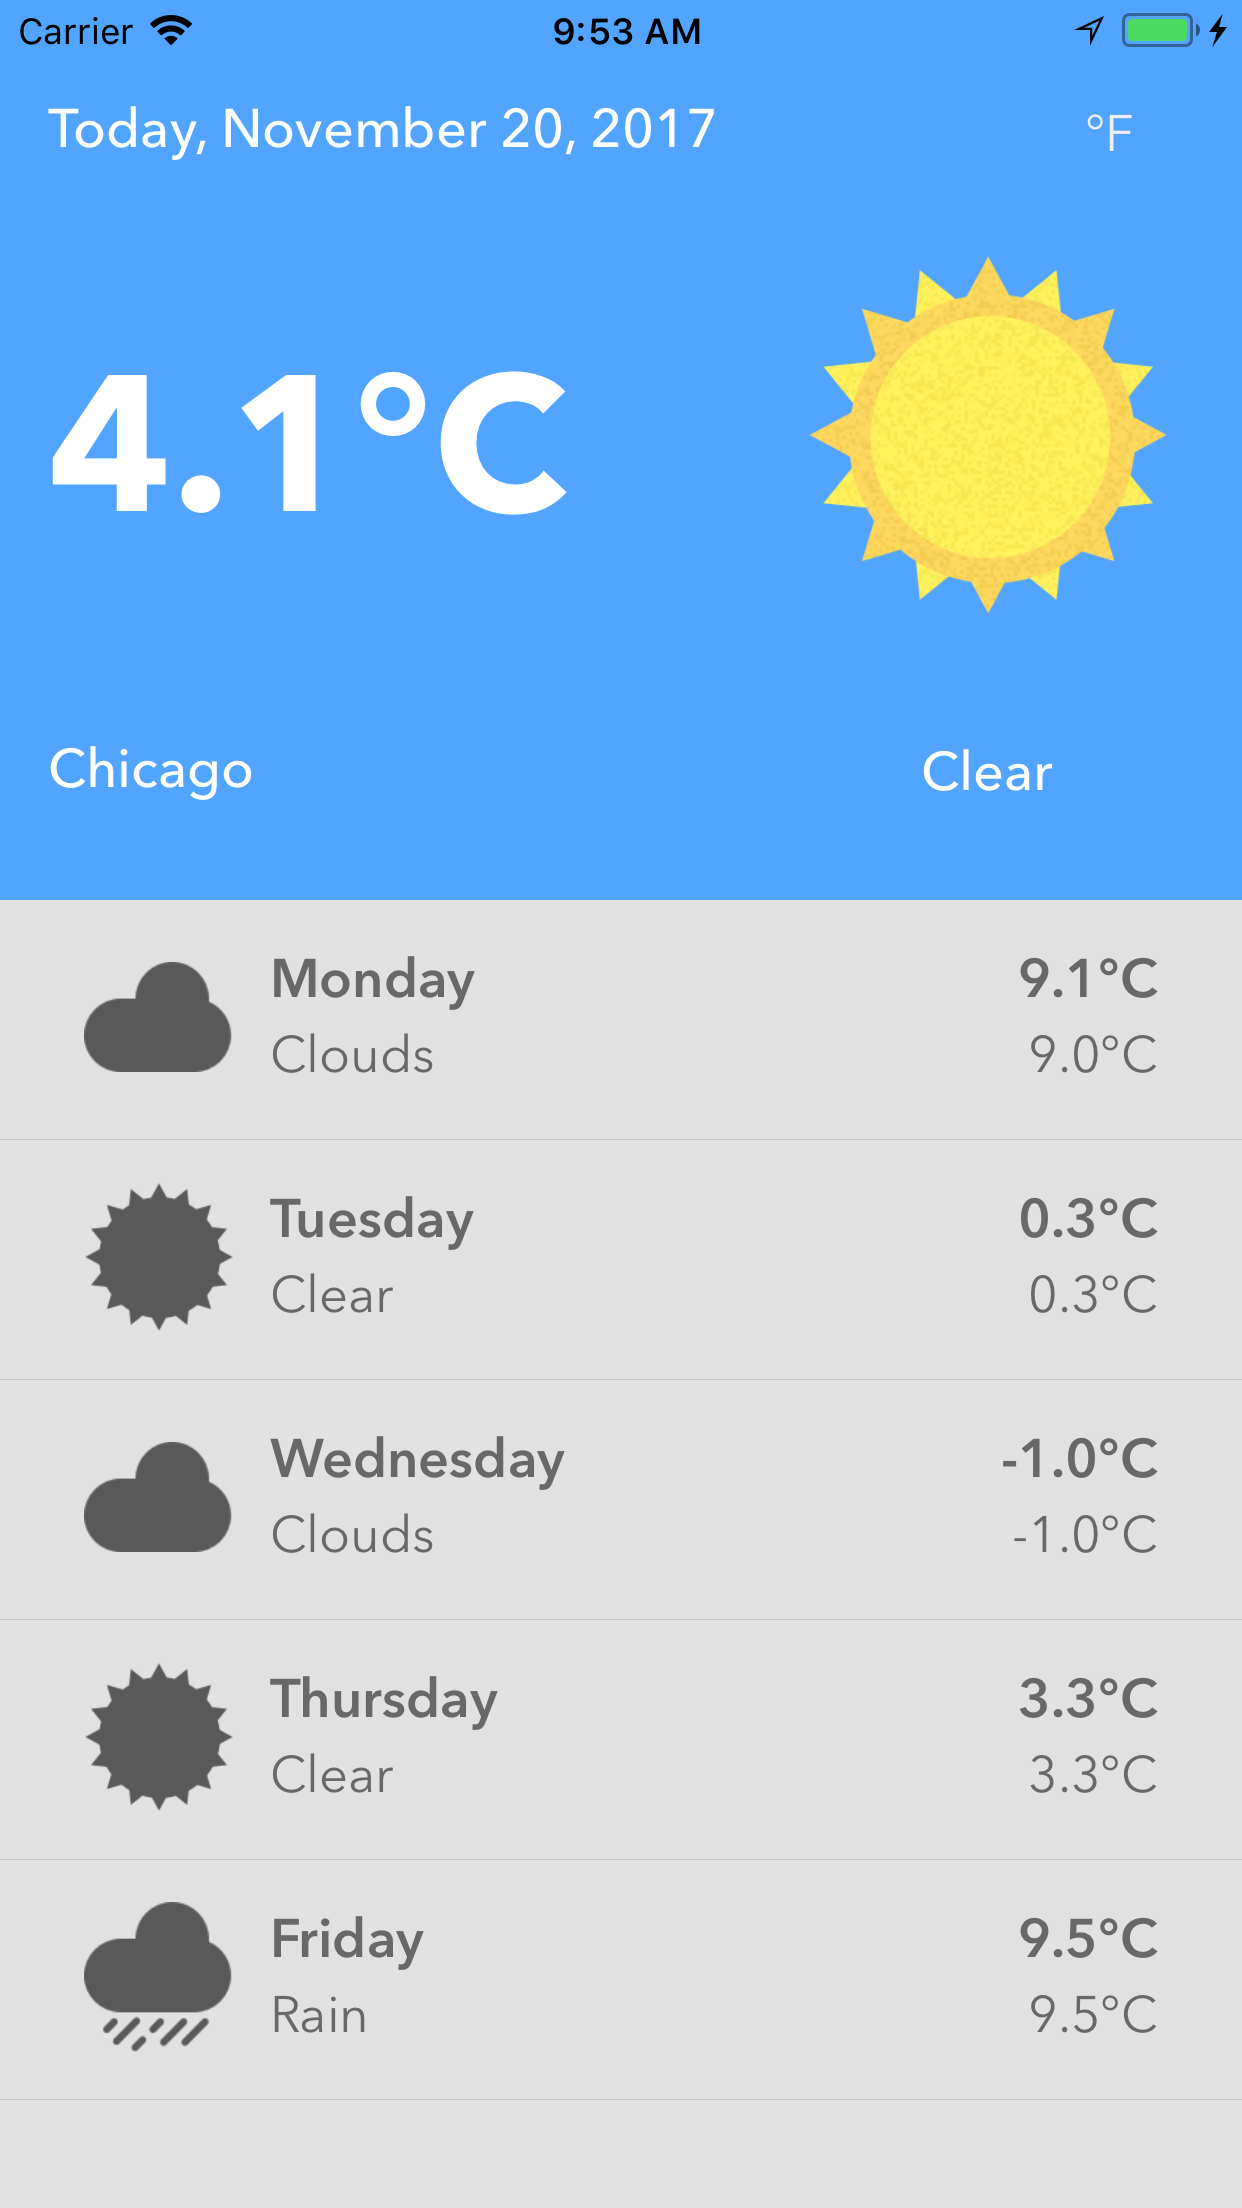 Carrier 9:53 AM
Today, November 20, 2017 °F
4.1°C
Chicago Clear
Monday 9.1°C
Clouds 9.0°C
Tuesday 0.3°C
Clear 0.3°C
Wednesday -1.0°C
Clouds -1.0°C
Thursday 3.3°C
Clear 3.3°C
Friday 9.5°C
Rain 9.5°C